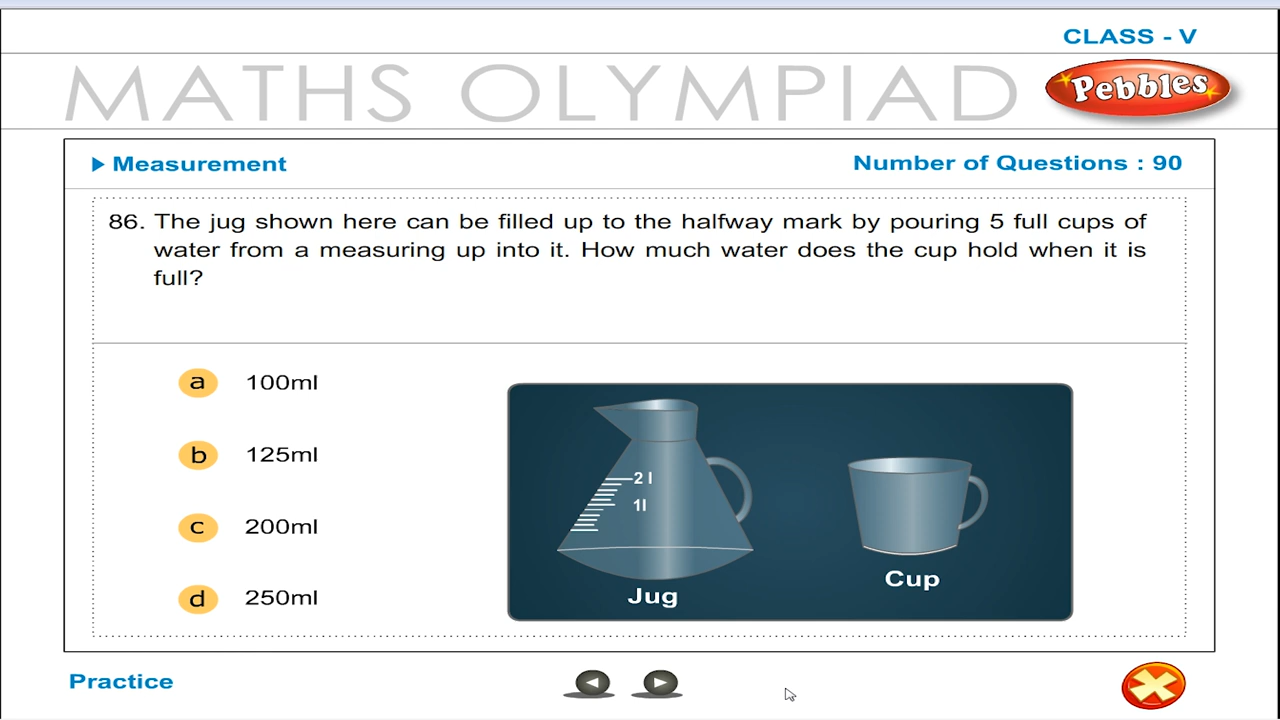 CLASS - V
MATHS OLYMPIAD
Pebbles
Measurement
Number of Questions : 90
86. The jug shown here can be filled up to the halfway mark by pouring 5 full cups of
water from a measuring up into it. How much water does the cup hold when it is
full?
a 100ml
b 125ml
c 200ml
d 250ml
2 l
1l
Jug
Cup
Practice